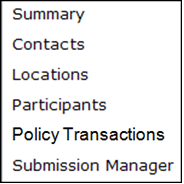 Summary
Contacts
Locations
Participants
Policy Transactions
Submission Manager